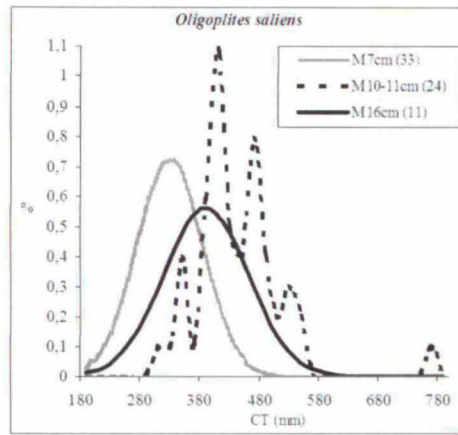 Oligoplites saliens
M7cm (33)
M10-11cm (24)
M16cm (11)
1,1
1
0,9
0,8
0,7
0,6
0,5
0,4
0,3
0,2
0,1
0
%
180 280 380 480 580 680 780
CT (mm)